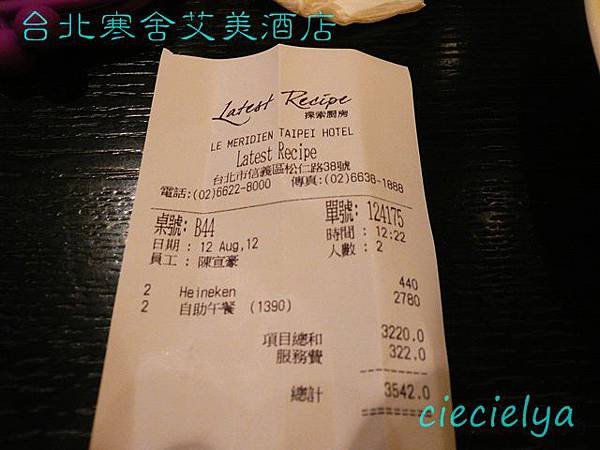 台北寒舍艾美酒店
Latest Recipe
探索廚房
LE MERIDIEN TAIPEI HOTEL
Latest Recipe
台北市信義區松仁路38號
電話:(02)6622-8000 傳真:(02)6638-1888
桌號: B44 單號: 124175
日期 : 12 Aug,12 時間 : 12:22
員工 : 陳宣豪 人數 : 2
2 Heineken 440
2 自助午餐 (1390) 2780
項目總和 3220.0
服務費 322.0
總計 3542.0
ciecielya